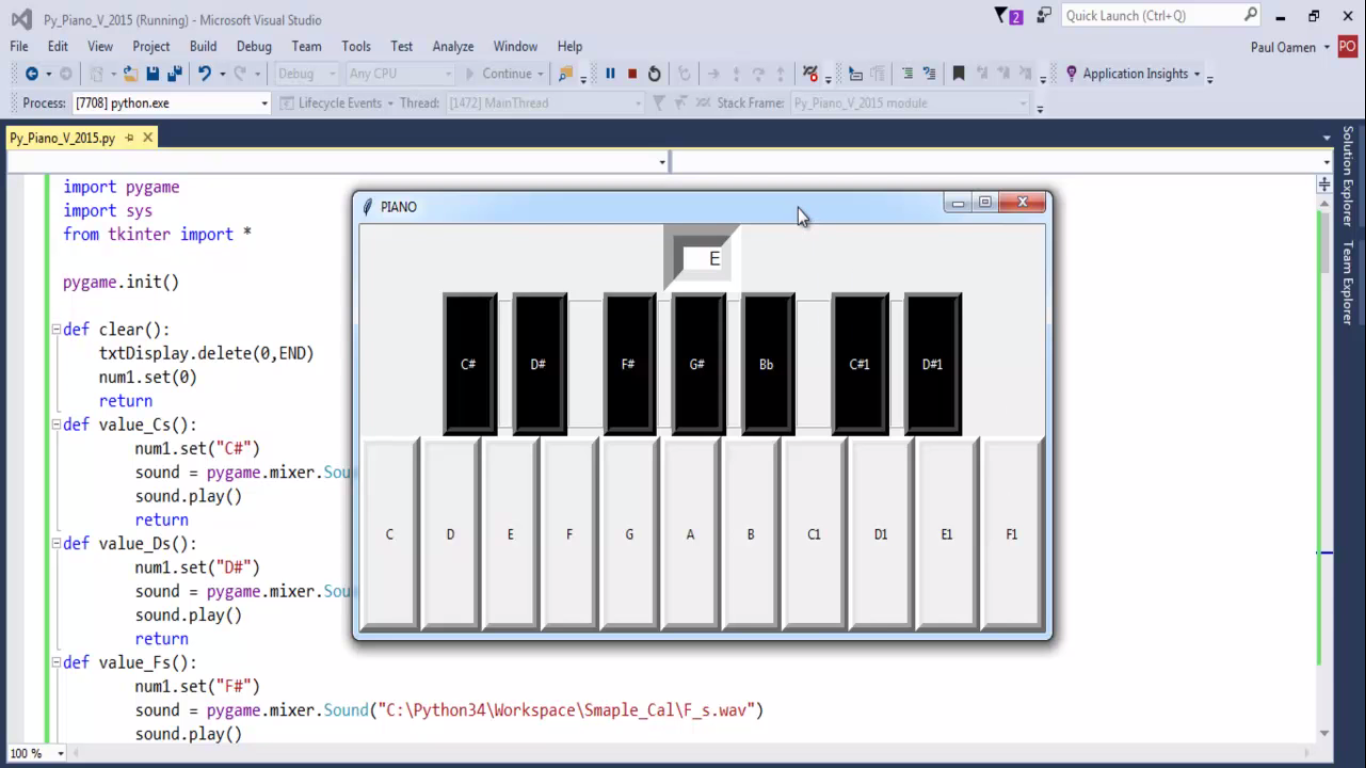 Py_Piano_V_2015 (Running) - Microsoft Visual Studio
2
Quick Launch (Ctrl+Q)
File Edit View Project Build Debug Team Tools Test Analyze Window Help
Paul Oamen
PO
Debug
Any CPU
Continue
Application Insights
Process: [7708] python.exe
Lifecycle Events
Thread: [1472] MainThread
Stack Frame: Py_Piano_V_2015 module
Py_Piano_V_2015.py
Solution Explorer
Team Explorer
import pygame
import sys
from tkinter import *
pygame.init()
def clear():
txtDisplay.delete(0,END)
num1.set(0)
return
def value_Cs():
num1.set("C#")
sound = pygame.mixer.Sou
sound.play()
return
def value_Ds():
num1.set("D#")
sound = pygame.mixer.Sou
sound.play()
return
def value_Fs():
num1.set("F#")
sound = pygame.mixer.Sound("C:\Python34\Workspace\Smaple_Cal\F_s.wav")
sound.play()
PIANO
E
C# D# F# G# Bb C#1 D#1
C D E F G A B C1 D1 E1 F1
100 %